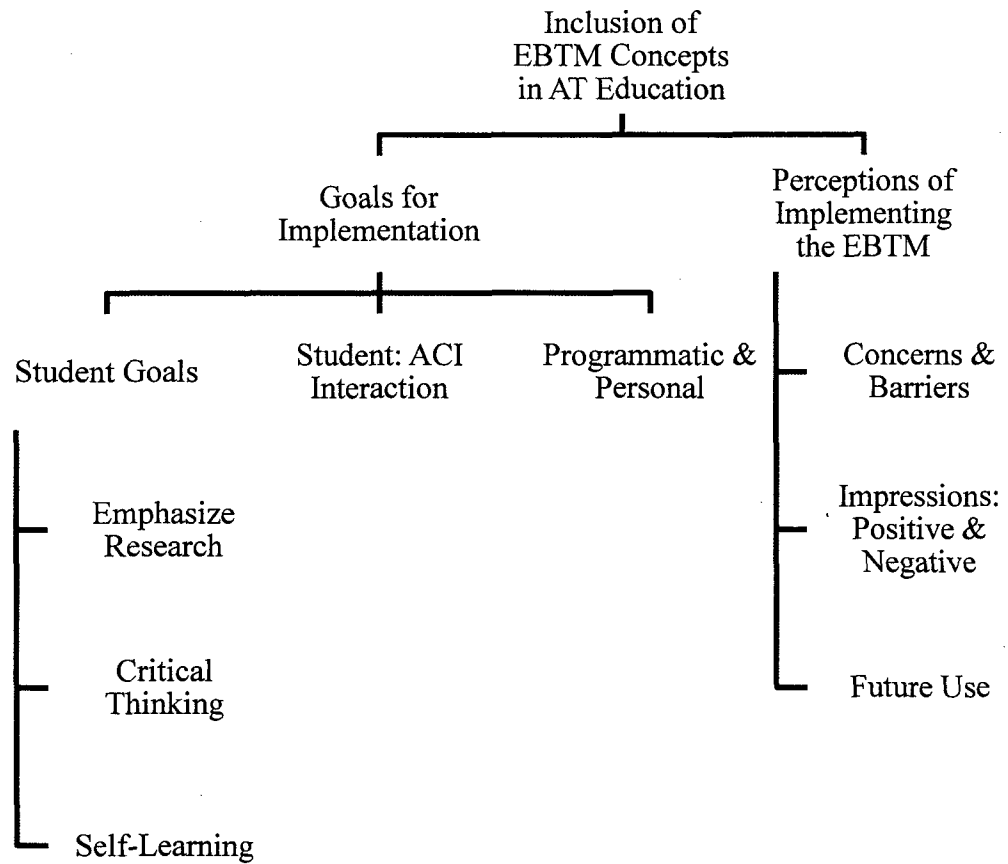 Inclusion of
EBTM Concepts
in AT Education
Goals for
Implementation
Perceptions of
Implementing
the EBTM
Student Goals
Student: ACI
Interaction
Programmatic &
Personal
Concerns &
Barriers
Emphasize
Research
Impressions:
Positive &
Negative
Critical
Thinking
Future Use
Self-Learning